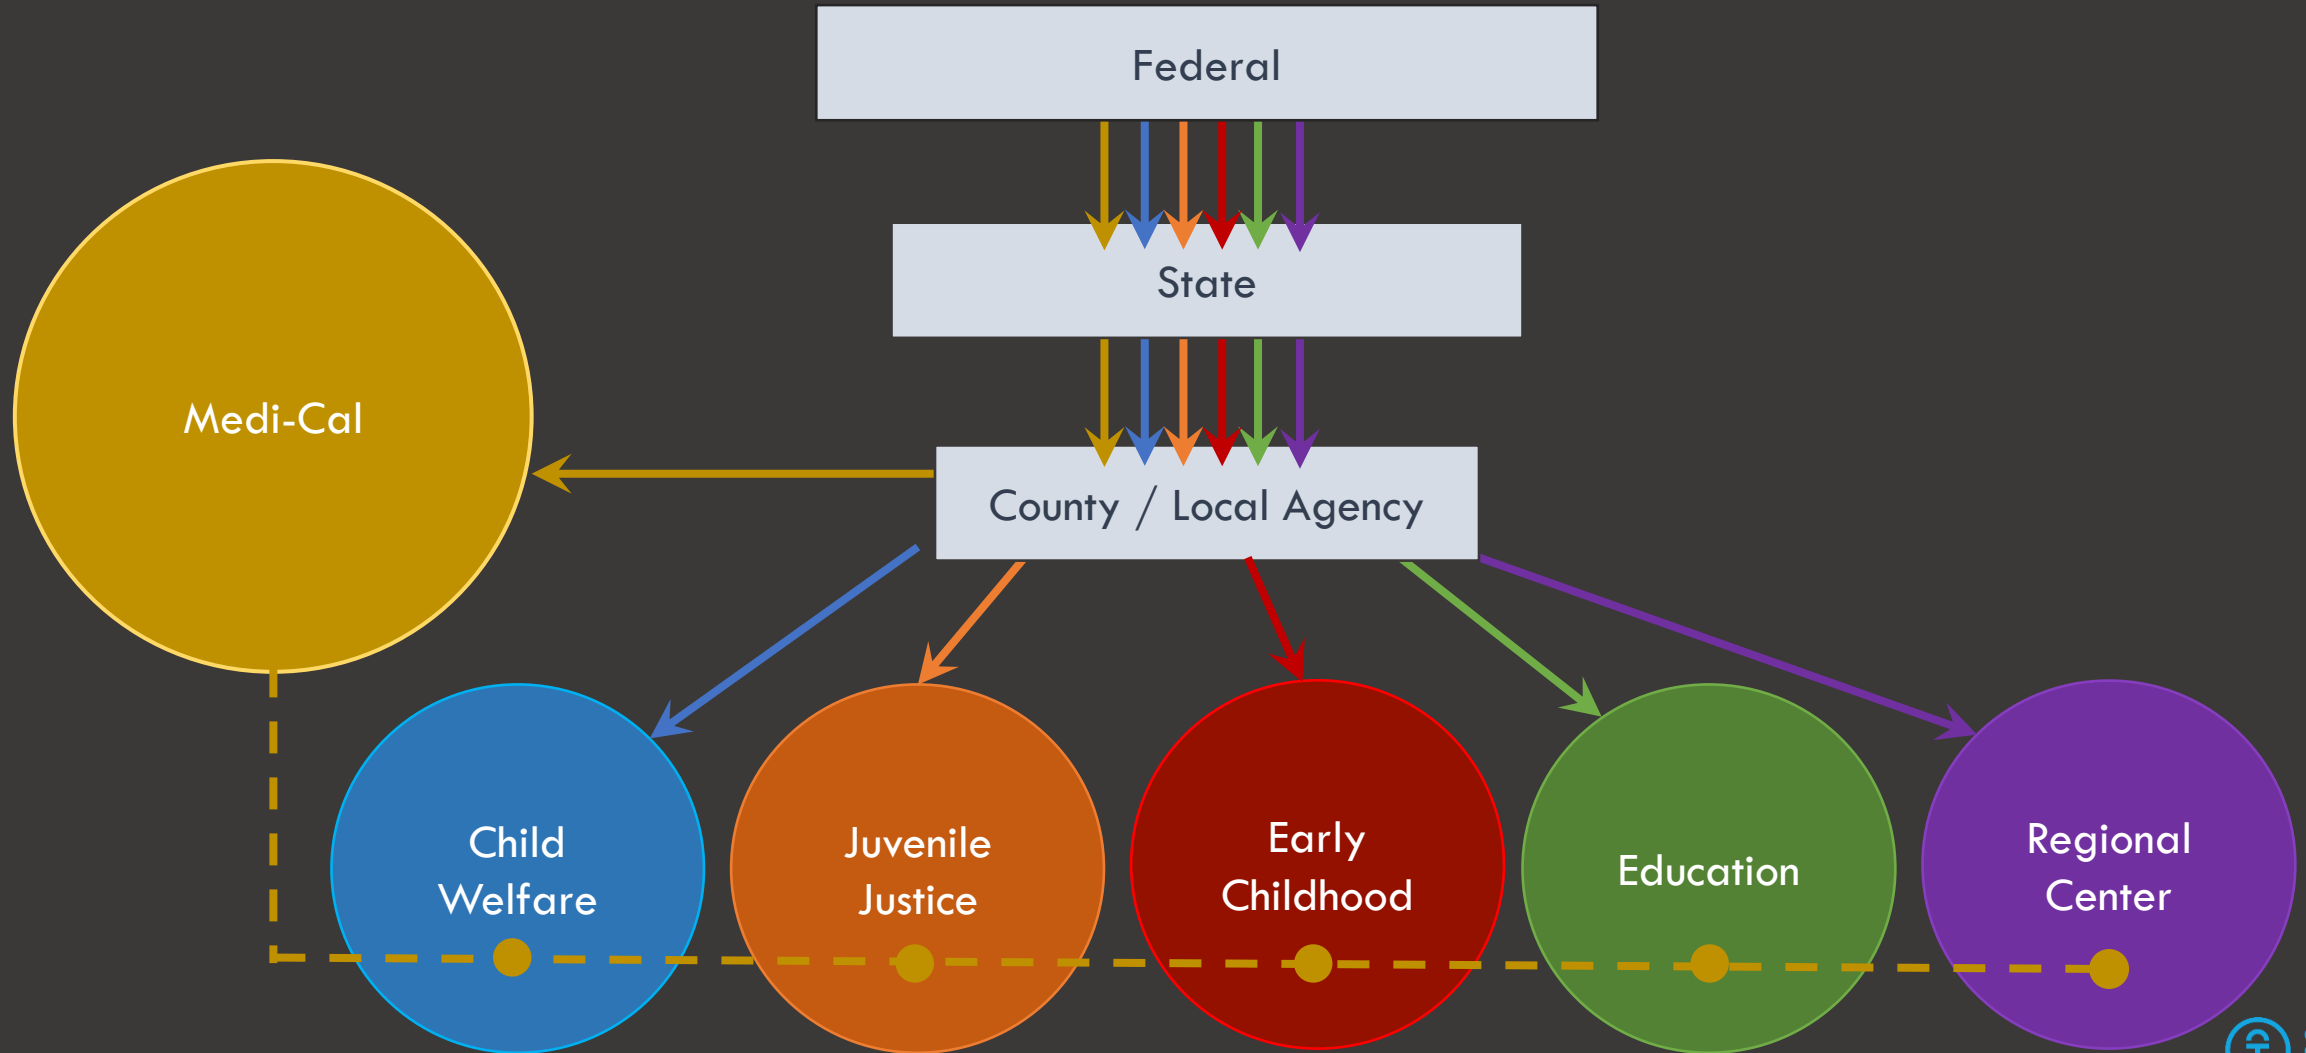 Federal
State
Medi-Cal
County / Local Agency
Child
Welfare
Juvenile
Justice
Early
Childhood
Education
Regional
Center